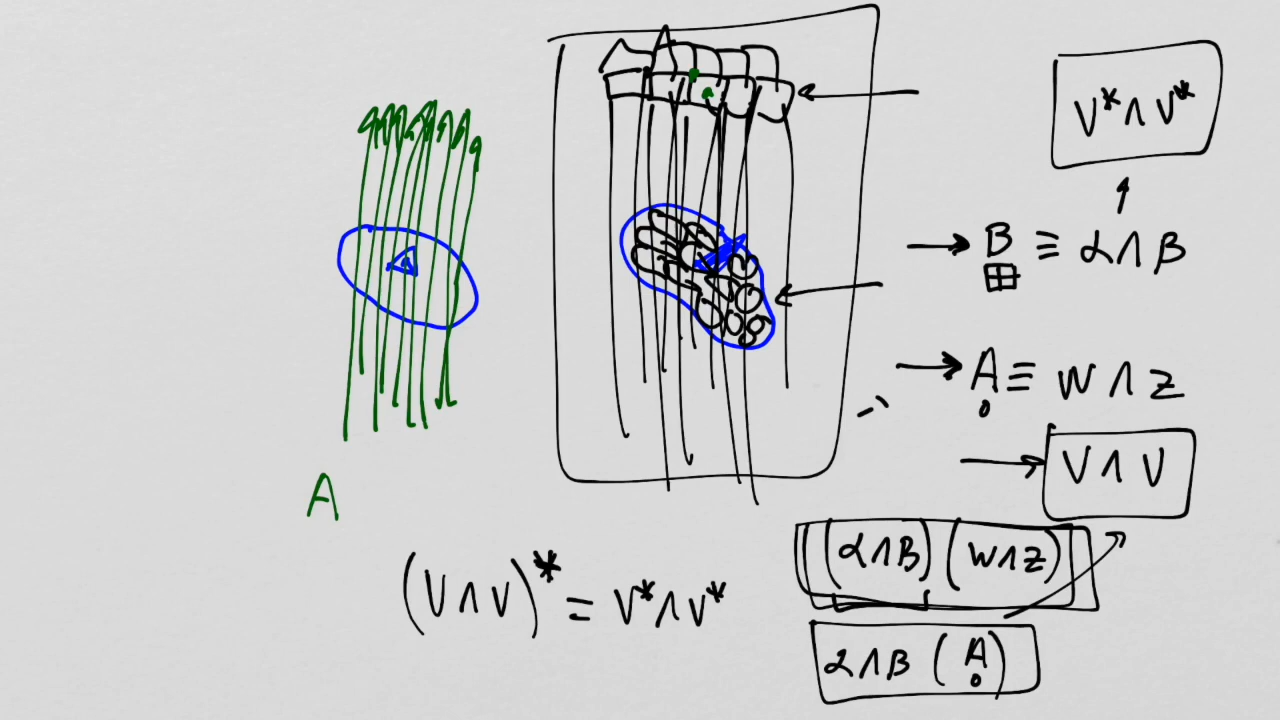 V* ∧ V*
B ≡ α ∧ β
A ≡ w ∧ z
V ∧ V
A
(V ∧ V)* = V* ∧ V*
(α ∧ β) (w ∧ z)
α ∧ β (A)